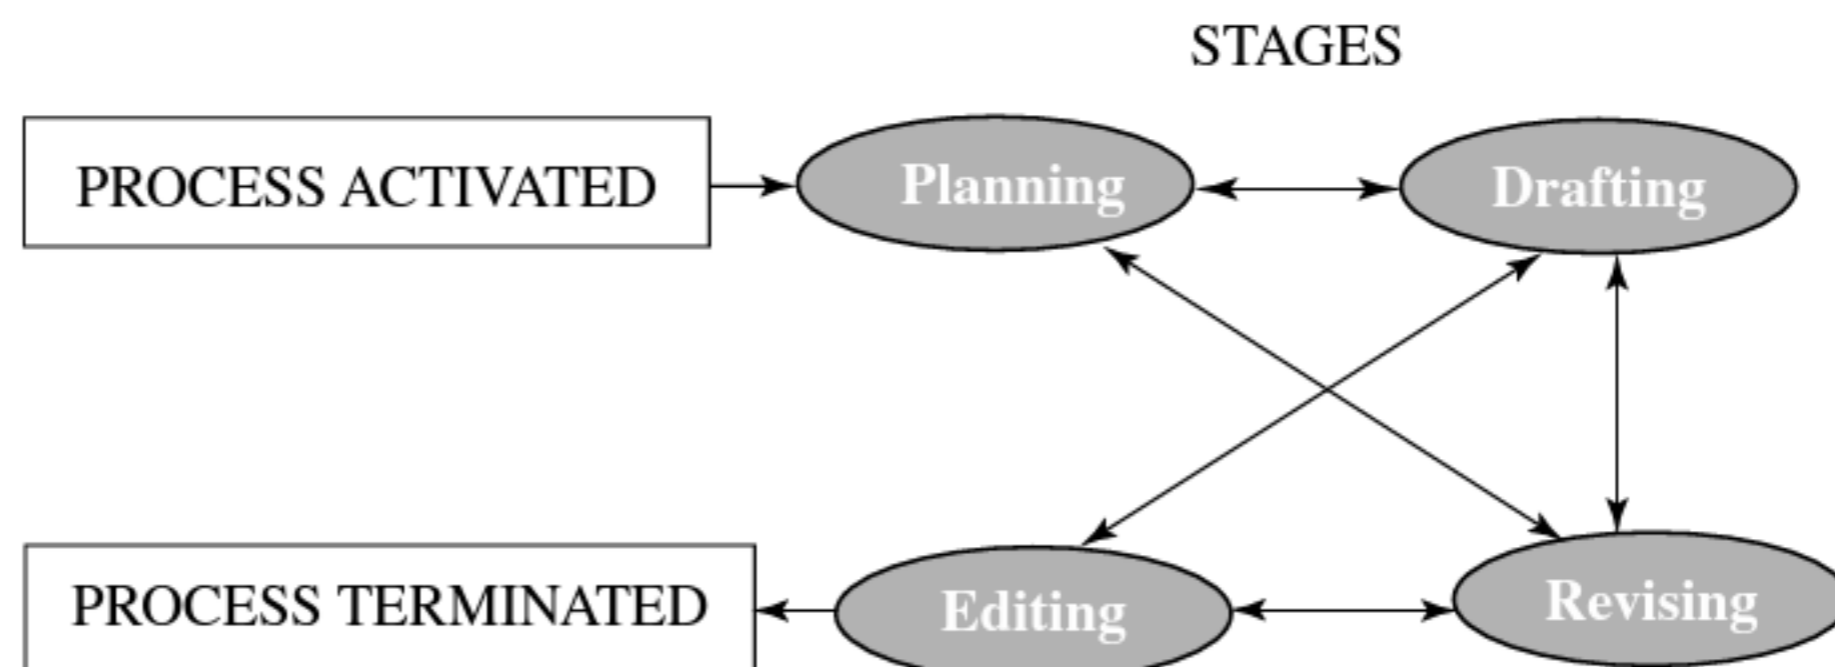 STAGES
PROCESS ACTIVATED
Planning
Drafting
PROCESS TERMINATED
Editing
Revising